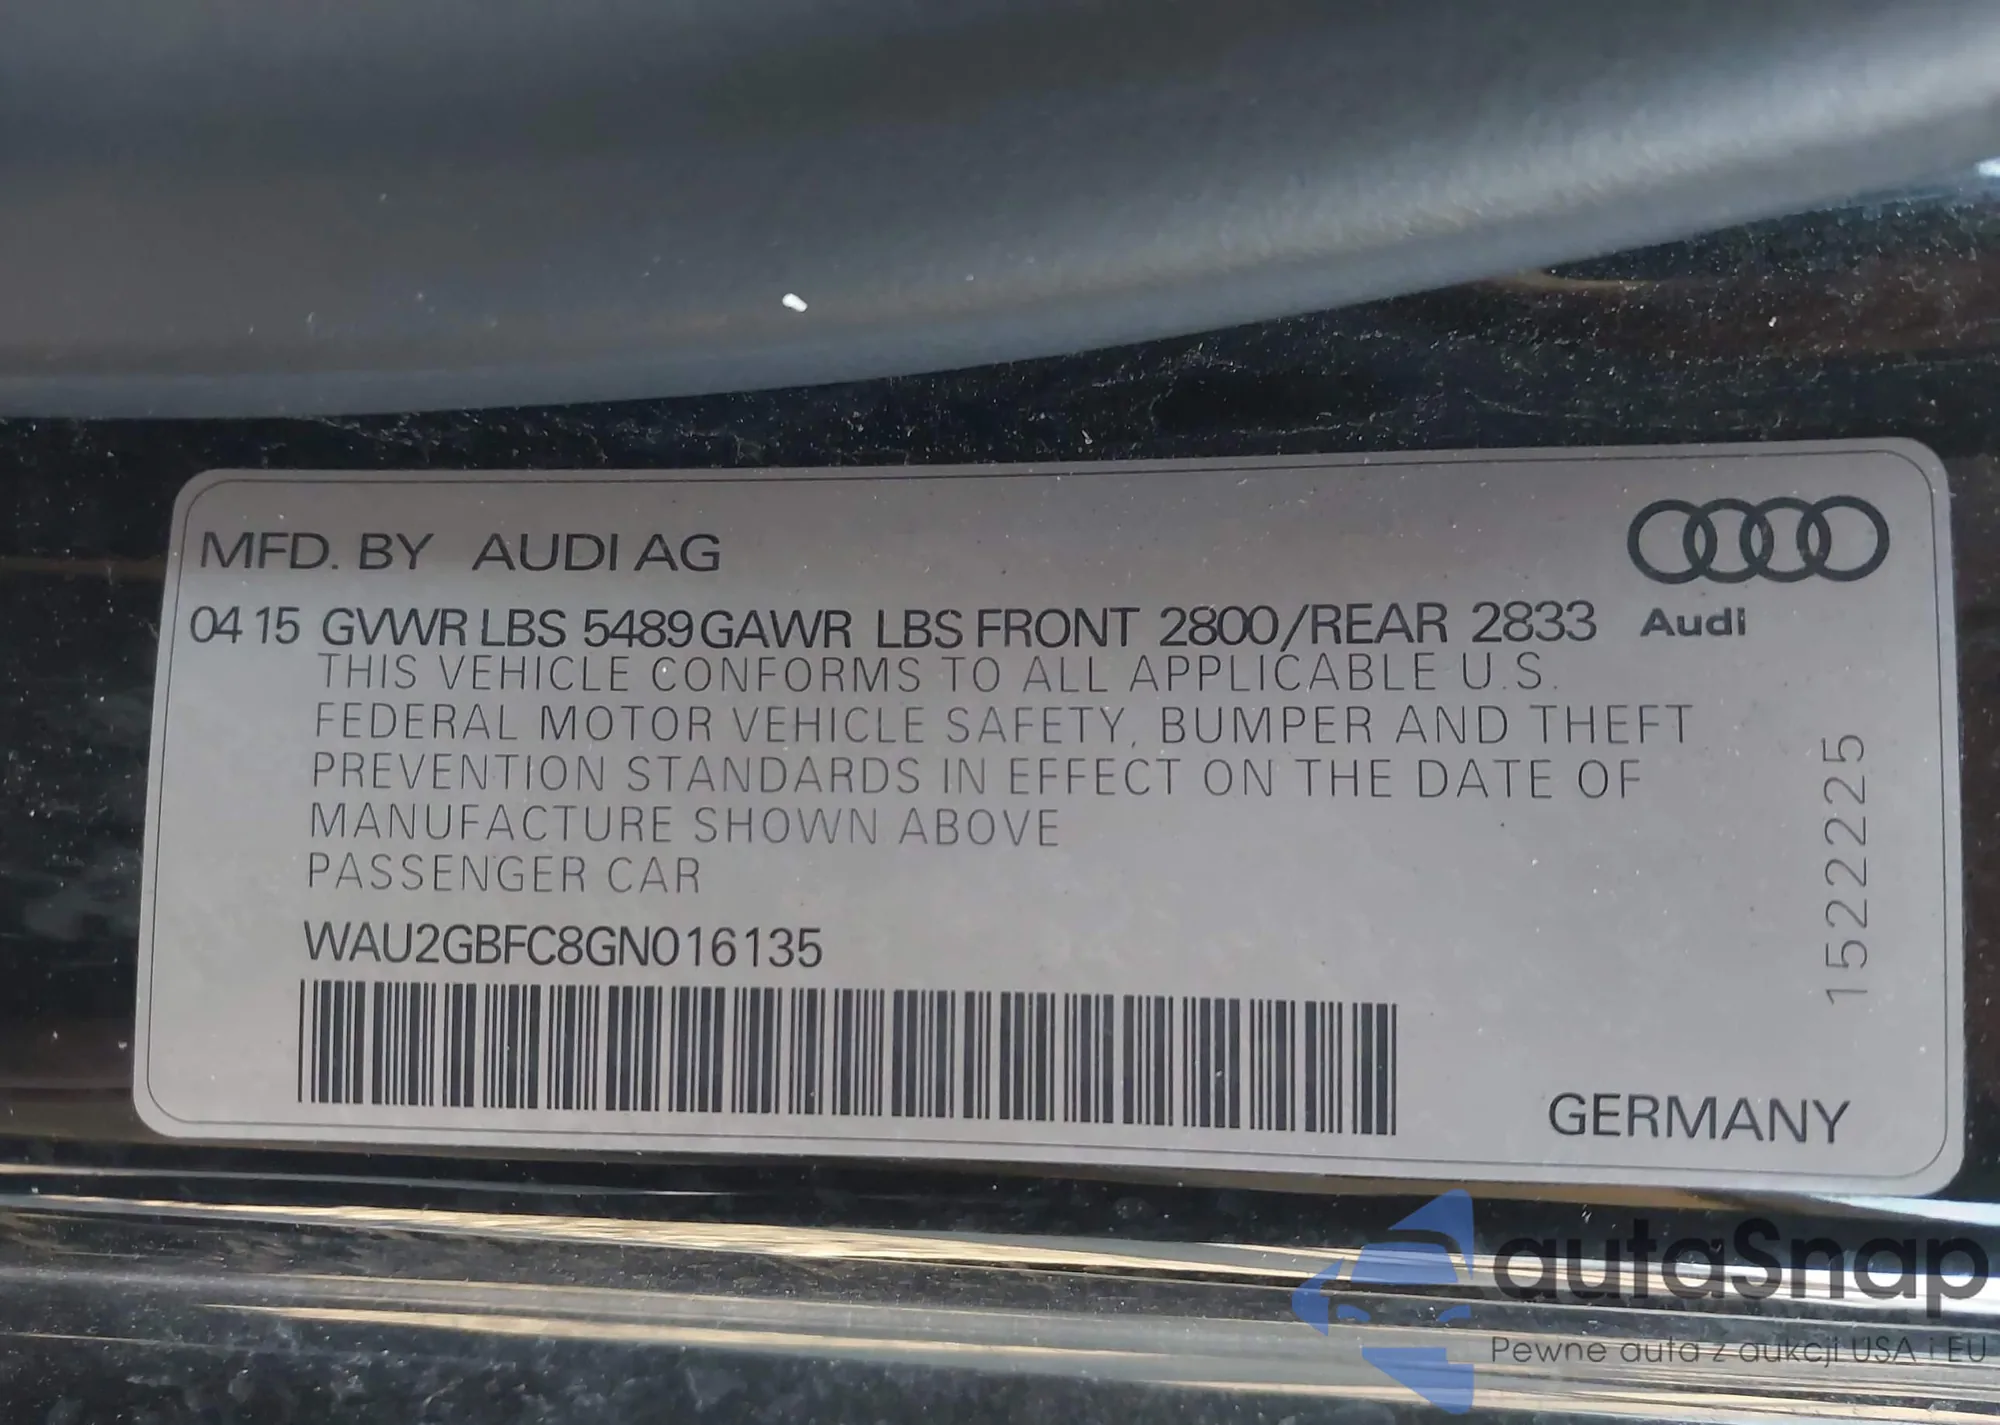 MFD. BY AUDI AG
04 15 GVWR LBS 5489 GAWR LBS FRONT 2800/REAR 2833 Audi
THIS VEHICLE CONFORMS TO ALL APPLICABLE U.S.
FEDERAL MOTOR VEHICLE SAFETY, BUMPER AND THEFT
PREVENTION STANDARDS IN EFFECT ON THE DATE OF
MANUFACTURE SHOWN ABOVE
PASSENGER CAR
WAU2GBFC8GN016135
1522225
GERMANY
autaSnap
Pewne auta z aukcji USA i EU